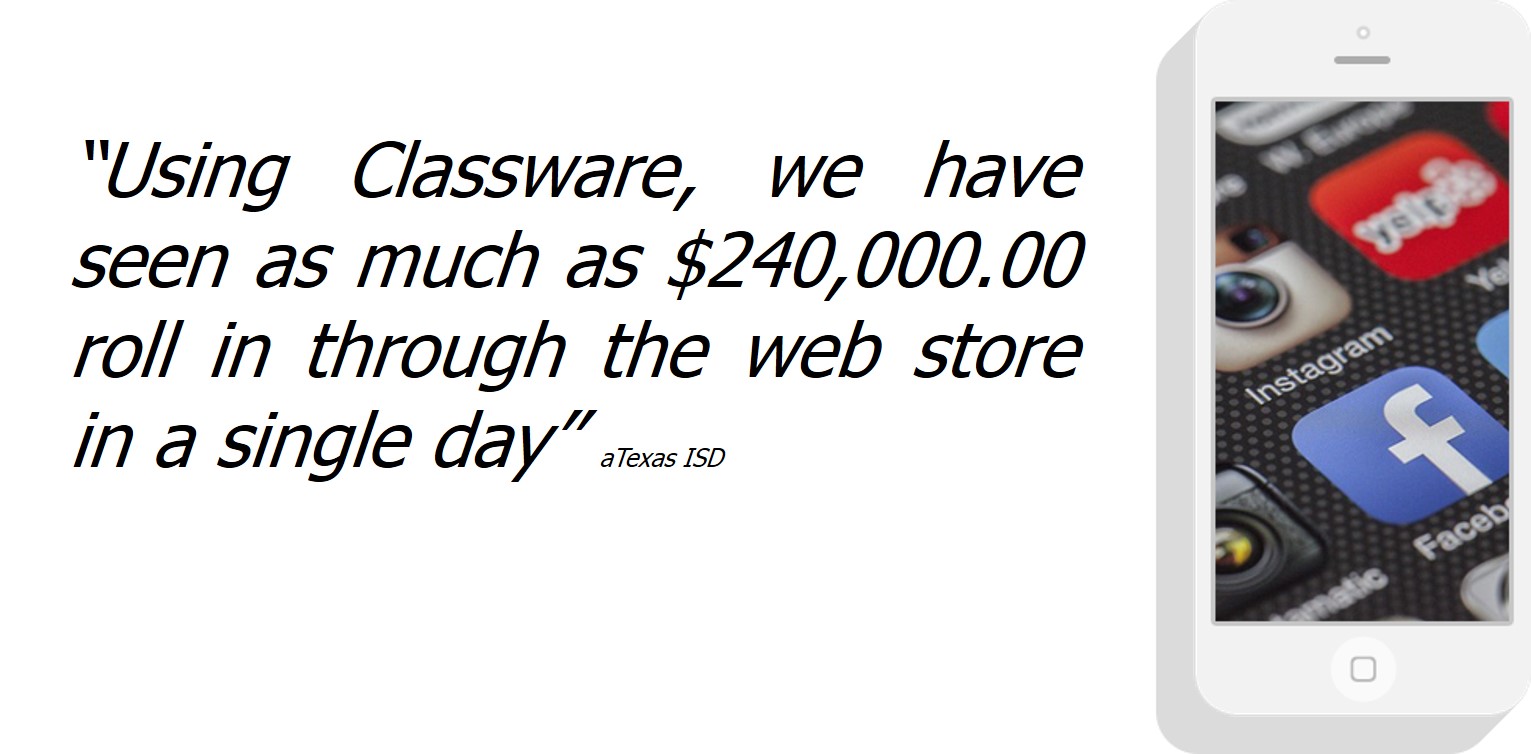 “Using Classware, we have
seen as much as $240,000.00
roll in through the web store
in a single day” aTexas ISD
W. Europe
yelp
Yel
Instagram
f
Facebo
tamatic